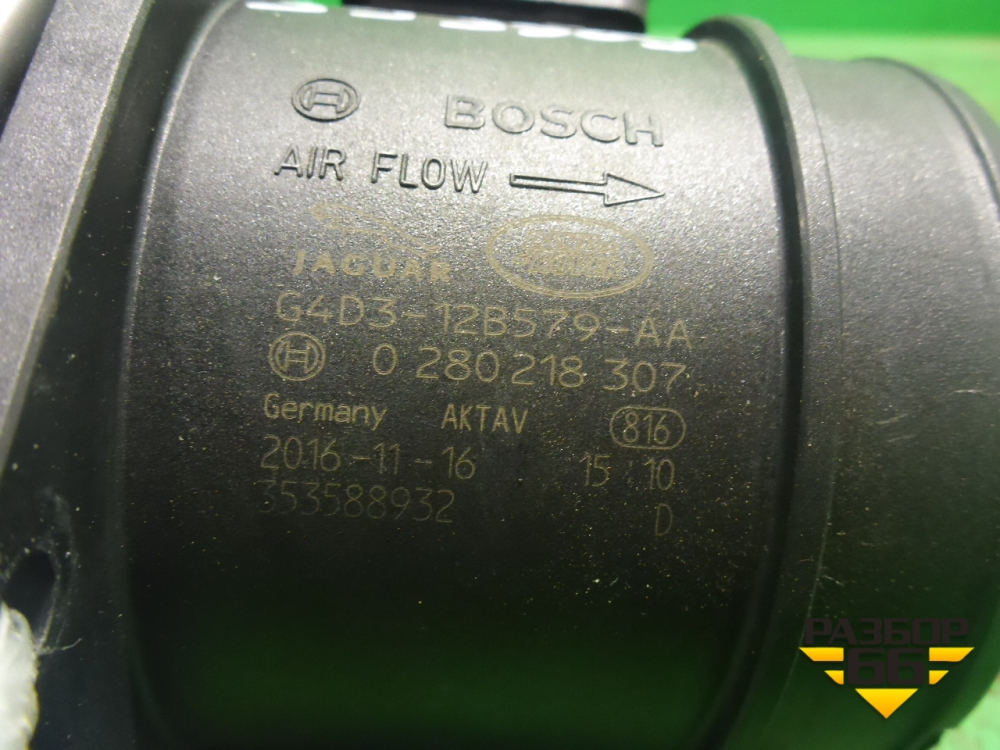 BOSCH
AIR FLOW
JAGUAR
G4D3-12B579-AA
0 280 218 307
Germany AKTAV 816
2016-11-16 15:10
353588932 D
РАЗБОР
66